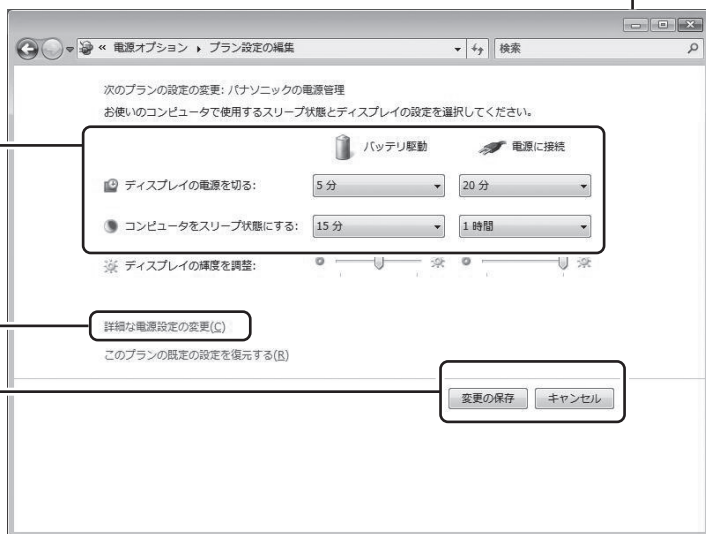 « 電源オプション ▸ プラン設定の編集 検索
次のプランの設定の変更: パナソニックの電源管理
お使いのコンピュータで使用するスリープ状態とディスプレイの設定を選択してください。
バッテリ駆動 電源に接続
ディスプレイの電源を切る: 5 分 20 分
コンピュータをスリープ状態にする: 15 分 1 時間
ディスプレイの輝度を調整:
詳細な電源設定の変更(C)
このプランの既定の設定を復元する(R)
変更の保存 キャンセル